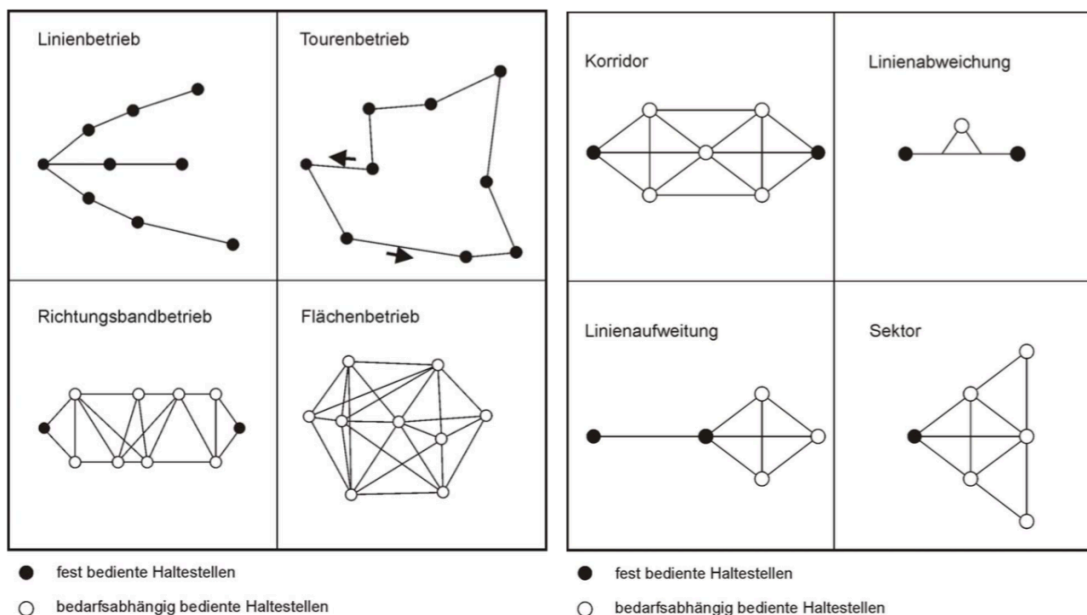 Linienbetrieb
Tourenbetrieb
Richtungsbandbetrieb
Flächenbetrieb
fest bediente Haltestellen
bedarfsabhängig bediente Haltestellen
Korridor
Linienabweichung
Linienaufweitung
Sektor
fest bediente Haltestellen
bedarfsabhängig bediente Haltestellen